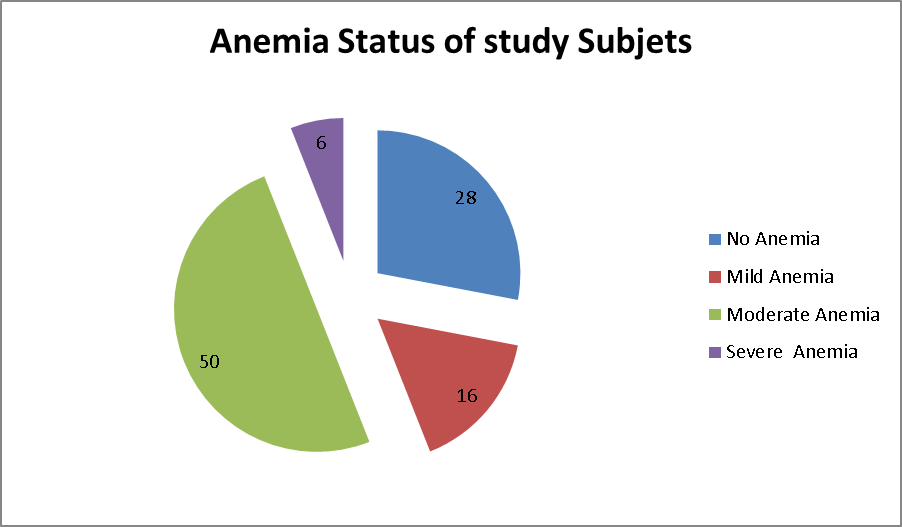 Anemia Status of study Subjets
6
28
50
16
No Anemia
Mild Anemia
Moderate Anemia
Severe  Anemia